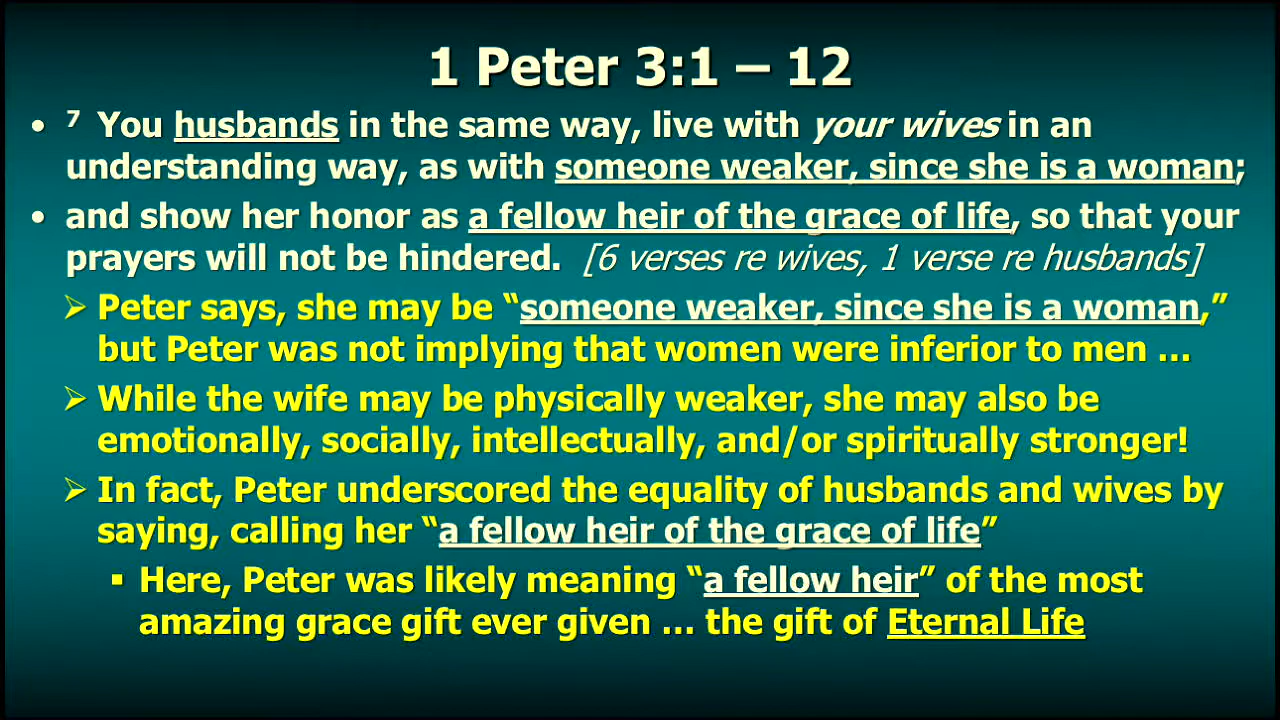 1 Peter 3:1 – 12
• 7 You husbands in the same way, live with your wives in an
understanding way, as with someone weaker, since she is a woman;
• and show her honor as a fellow heir of the grace of life, so that your
prayers will not be hindered. [6 verses re wives, 1 verse re husbands]
➢ Peter says, she may be “someone weaker, since she is a woman,”
but Peter was not implying that women were inferior to men …
➢ While the wife may be physically weaker, she may also be
emotionally, socially, intellectually, and/or spiritually stronger!
➢ In fact, Peter underscored the equality of husbands and wives by
saying, calling her “a fellow heir of the grace of life”
▪ Here, Peter was likely meaning “a fellow heir” of the most
amazing grace gift ever given … the gift of Eternal Life